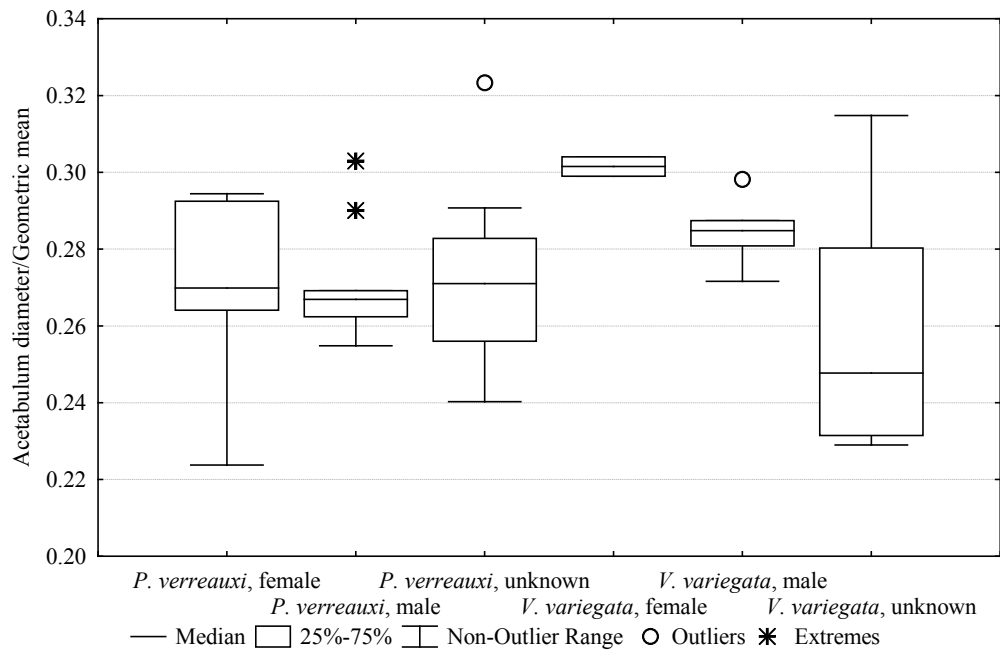 0.34
0.32
0.30
0.28
0.26
0.24
0.22
0.20
Acetabulum diameter/Geometric mean
P. verreauxi, female P. verreauxi, unknown V. variegata, male
P. verreauxi, male V. variegata, female V. variegata, unknown
Median 25%-75% Non-Outlier Range Outliers Extremes